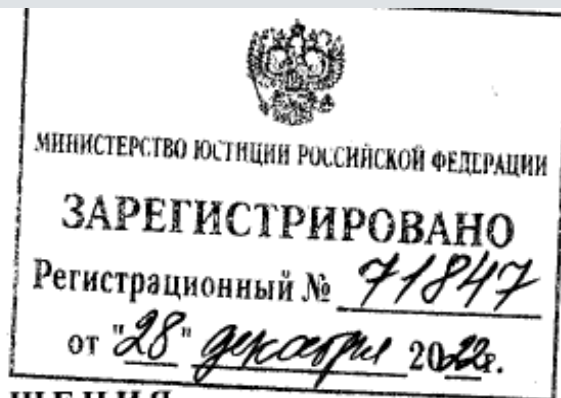 МИНИСТЕРСТВО ЮСТИЦИИ РОССИЙСКОЙ ФЕДЕРАЦИИ
ЗАРЕГИСТРИРОВАНО
Регистрационный № 71847
от "28" декабря 2022г.